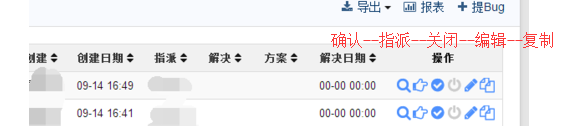 导出 报表 + 提Bug
确认--指派--关闭--编辑--复制
创建 创建日期 指派 解决 方案 解决日期 操作
09-14 16:49 00-00 00:00
09-14 16:41 00-00 00:00